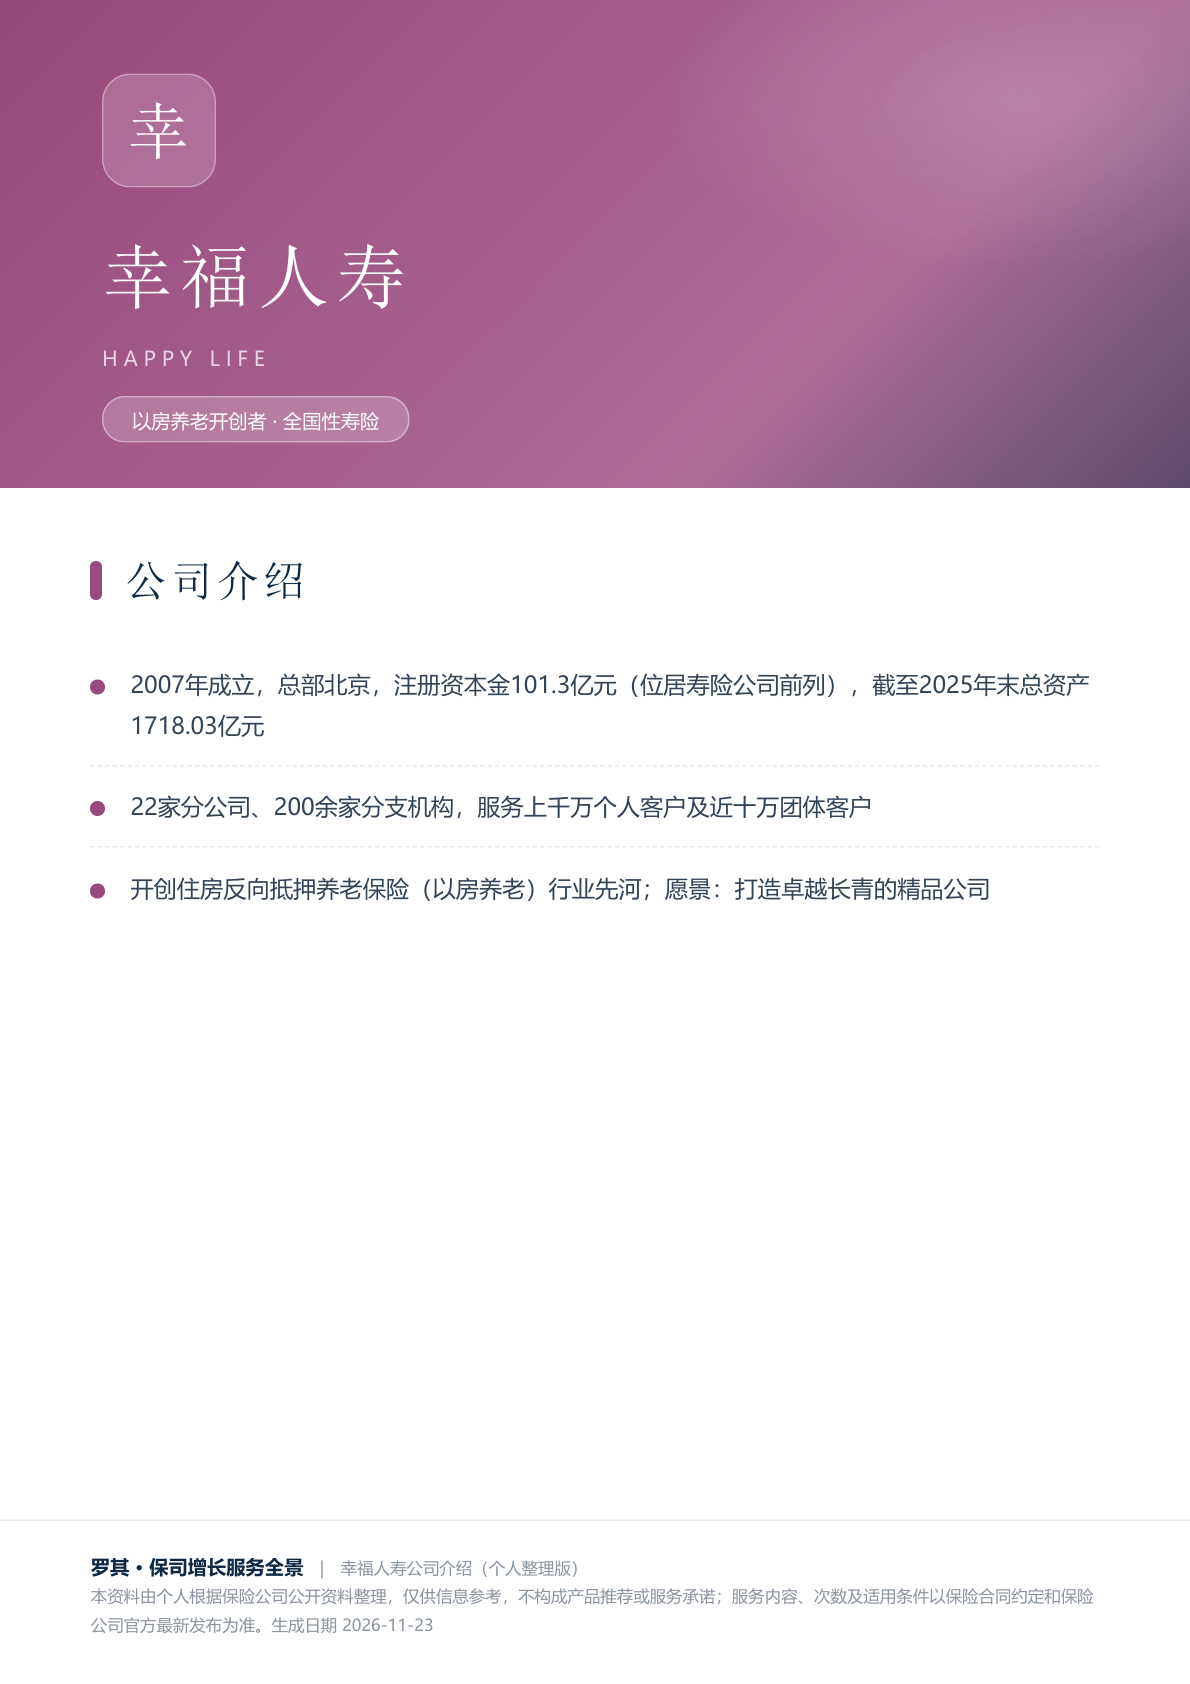 幸
幸福人寿
HAPPY LIFE
以房养老开创者 · 全国性寿险
公司介绍
2007年成立，总部北京，注册资本金101.3亿元（位居寿险公司前列），截至2025年末总资产
1718.03亿元
22家分公司、200余家分支机构，服务上千万个人客户及近十万团体客户
开创住房反向抵押养老保险（以房养老）行业先河；愿景：打造卓越长青的精品公司
罗其·保司增长服务全景 | 幸福人寿公司介绍（个人整理版）
本资料由个人根据保险公司公开资料整理，仅供信息参考，不构成产品推荐或服务承诺；服务内容、次数及适用条件以保险合同约定和保险
公司官方最新发布为准。生成日期 2026-11-23